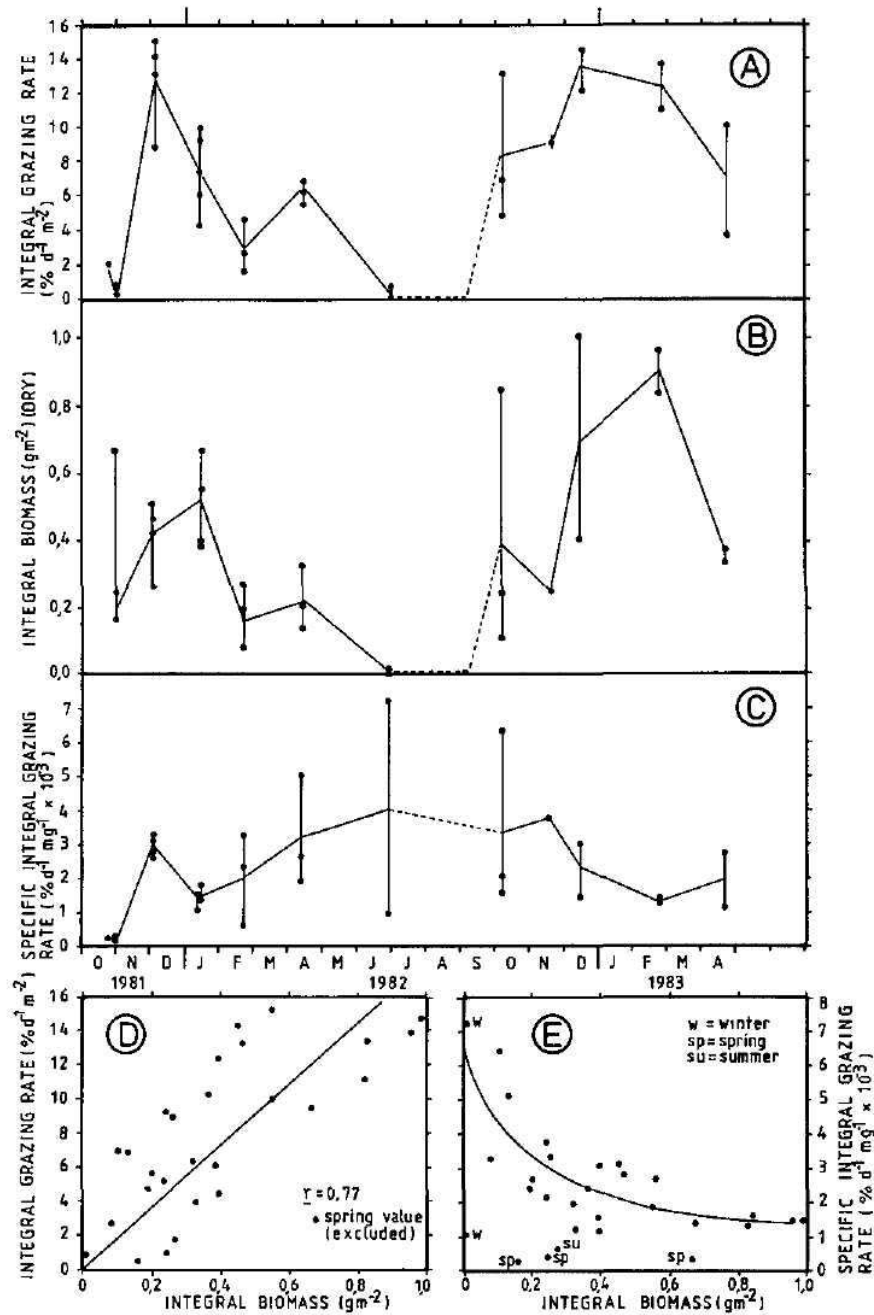 INTEGRAL GRAZING RATE
(% d⁻¹ m⁻²)
16
14
12
10
8
6
4
2
0
A
INTEGRAL BIOMASS (gm⁻²) (DRY)
1,0
0,8
0,6
0,4
0,2
0,0
B
SPECIFIC INTEGRAL GRAZING
RATE (% d⁻¹ mg⁻¹ × 10³)
7
6
5
4
3
2
1
0
C
O N D J F M A M J J A S O N D J F M A
1981 1982 1983
INTEGRAL GRAZING RATE (% d⁻¹ m⁻²)
16
14
12
10
8
6
4
2
0
D
r = 0,77
spring value
(excluded)
0 0,2 0,4 0,6 0,8 1,0
INTEGRAL BIOMASS (gm⁻²)
E
w = winter
sp = spring
su = summer
w
w
sp
sp
su
sp
8
7
6
5
4
3
2
1
0
SPECIFIC INTEGRAL GRAZING
RATE (% d⁻¹ mg⁻¹ × 10³)
0 0,2 0,4 0,6 0,8 1,0
INTEGRAL BIOMASS (gm⁻²)